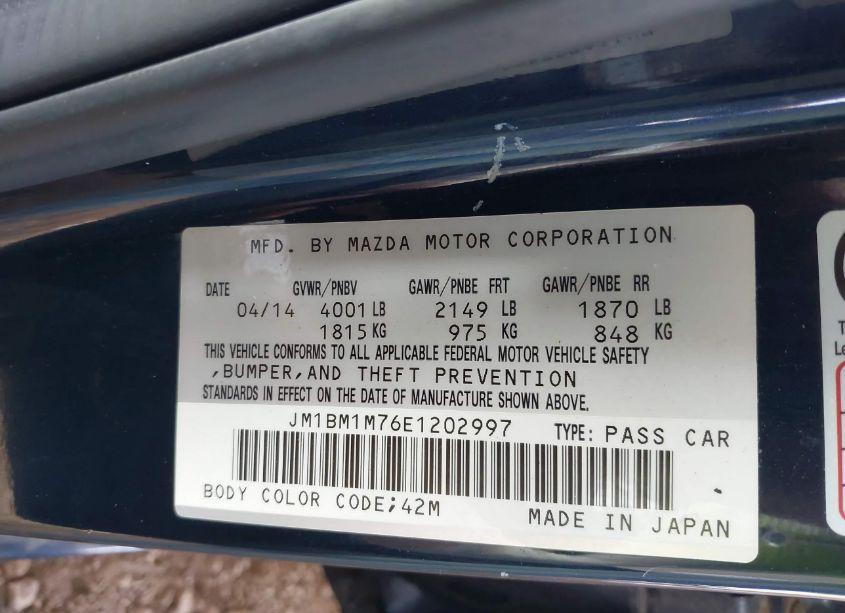 MFD. BY MAZDA MOTOR CORPORATION
DATE GVWR/PNBV GAWR/PNBE FRT GAWR/PNBE RR
04/14 4001 LB 2149 LB 1870 LB
1815 KG 975 KG 848 KG
THIS VEHICLE CONFORMS TO ALL APPLICABLE FEDERAL MOTOR VEHICLE SAFETY
,BUMPER,AND THEFT PREVENTION
STANDARDS IN EFFECT ON THE DATE OF MANUFACTURE SHOWN ABOVE.
JM1BM1M76E1202997 TYPE: PASS CAR
BODY COLOR CODE;42M
MADE IN JAPAN